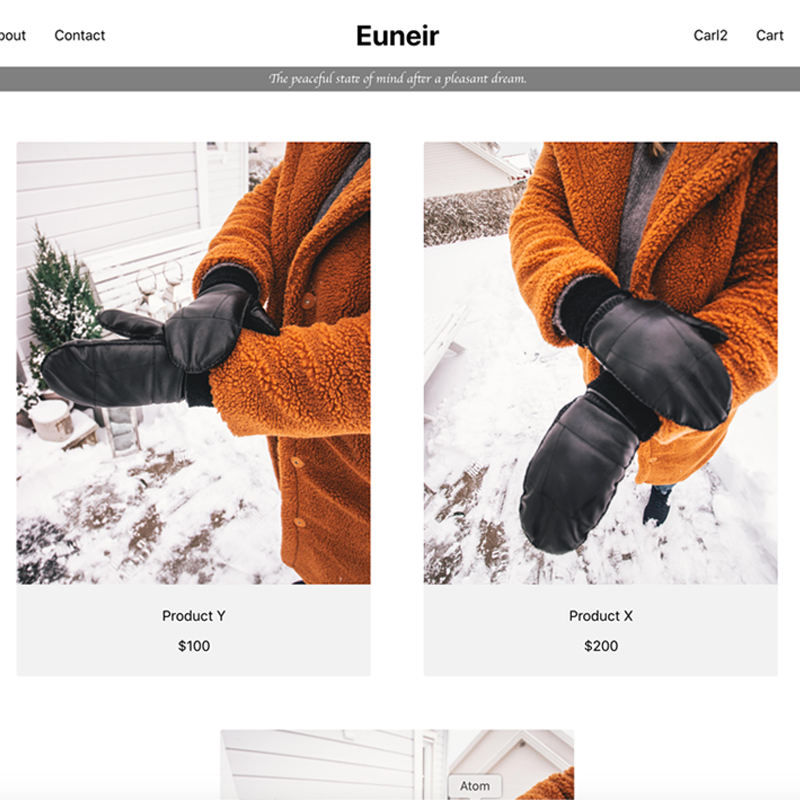 bout Contact Euneir Carl2 Cart
The peaceful state of mind after a pleasant dream.
Product Y
$100
Product X
$200
Atom